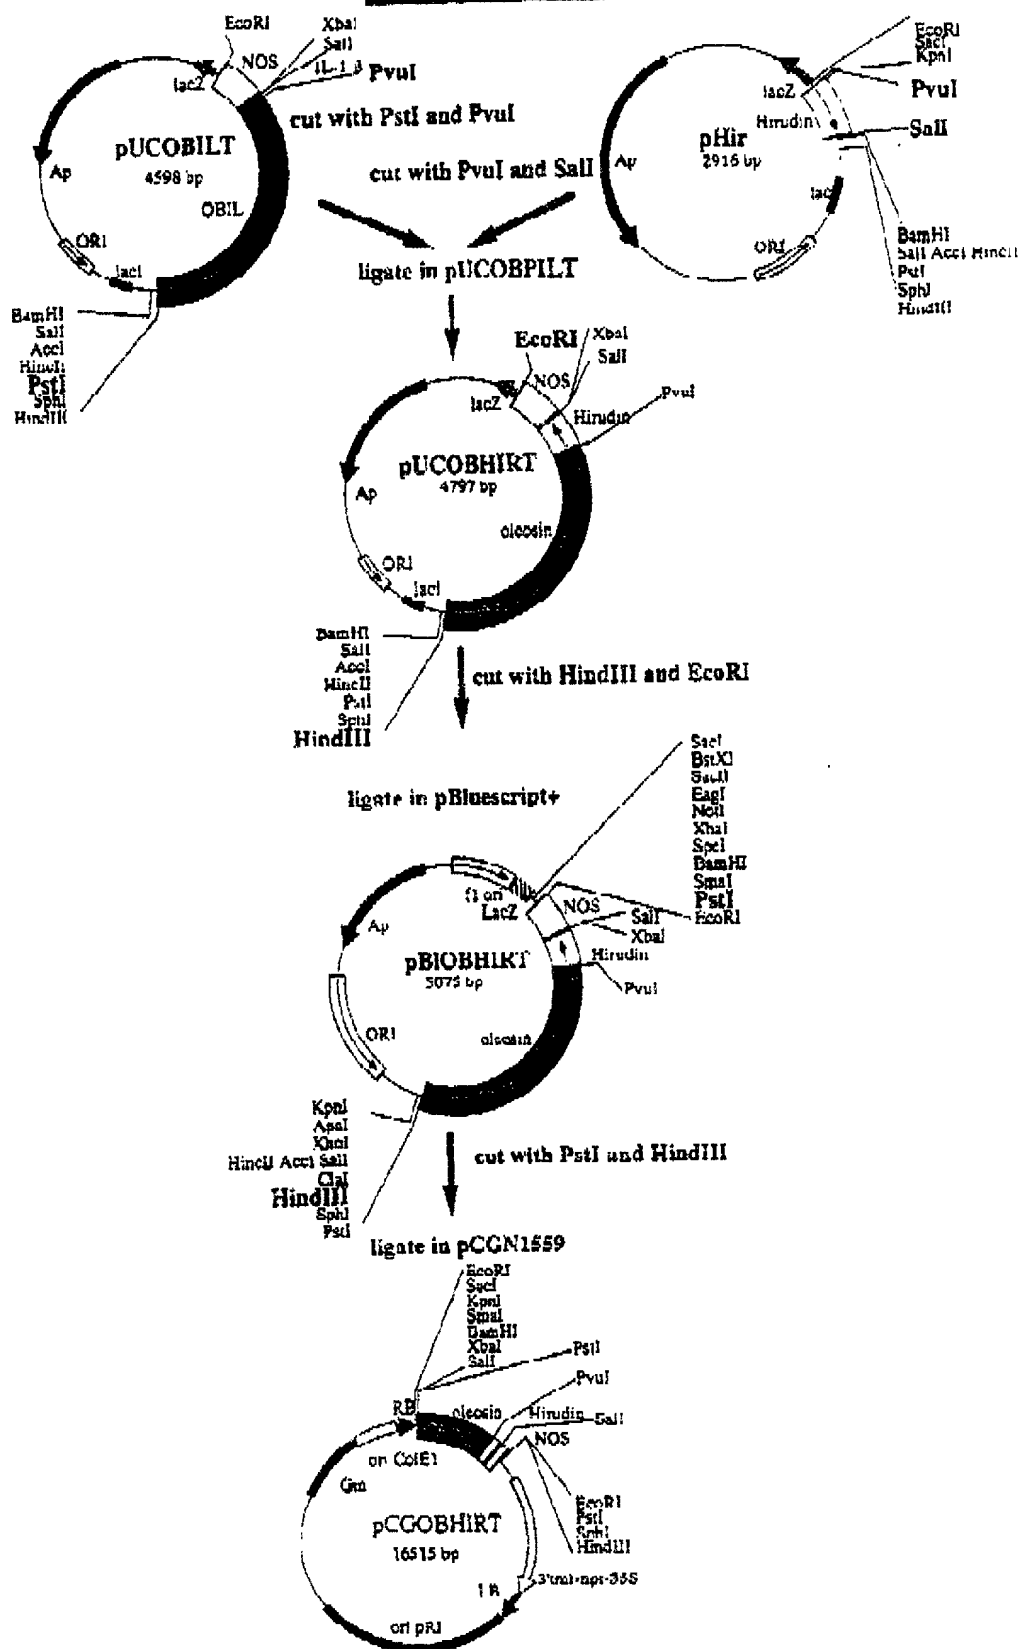 EcoRI
XbaI
SalI
NOS
lacZ
PvuI
cut with PstI and PvuI
pUCOBILT
4598 bp
Ap
OBIL
ORI
lacI
BamHI
SalI
AccI
HincII
PstI
SphI
HindIII
EcoRI
SacI
KpnI
PvuI
lacZ
Hirudin
SalI
pHir
2916 bp
Ap
lac
ORI
BamHI
SalI AccI HincII
PstI
SphI
HindIII
cut with PvuI and SalI
ligate in pUCOBPILT
EcoRI
XbaI
SalI
NOS
lacZ
Hirudin
PvuI
pUCOBHIRT
4797 bp
Ap
oleosin
ORI
lacI
BamHI
SalI
AccI
HincII
PstI
SphI
HindIII
cut with HindIII and EcoRI
ligate in pBluescript+
SacI
BstXI
SacII
EagI
NotI
XbaI
SpeI
BamHI
SmaI
PstI
EcoRI
f1 ori
LacZ
NOS
SalI
XbaI
Ap
Hirudin
pBIOBHIRT
5075 bp
PvuI
ORI
oleosin
KpnI
ApaI
XhoI
HincII AccI SalI
ClaI
HindIII
SphI
PstI
cut with PstI and HindIII
ligate in pCGN1559
EcoRI
SacI
KpnI
SmaI
BamHI
XbaI
SalI
PstI
PvuI
RB
oleosin
Hirudin
SalI
NOS
ori ColE1
Gm
EcoRI
PstI
SphI
HindIII
pCGOBHIRT
16515 bp
LB
ori pRI